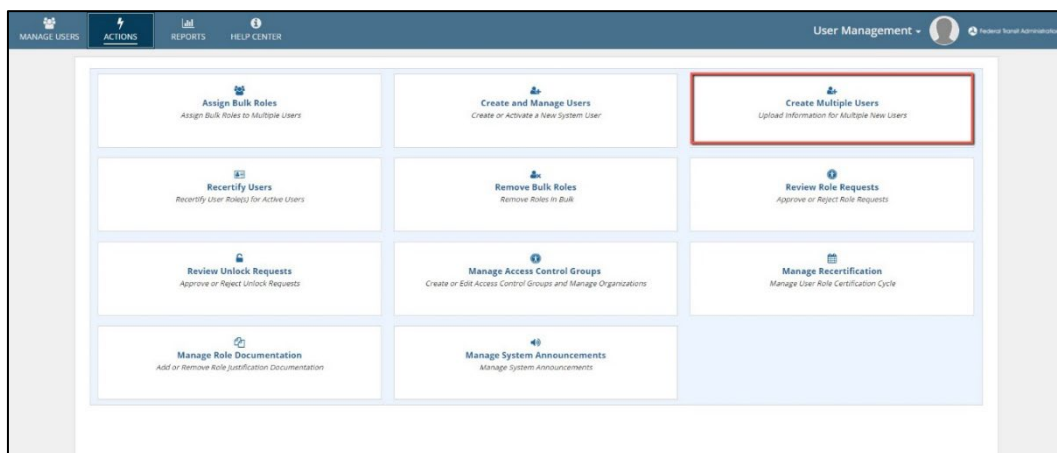 MANAGE USERS
ACTIONS
REPORTS
HELP CENTER
User Management
Federal Transit Administration
Assign Bulk Roles
Assign Bulk Roles to Multiple Users
Create and Manage Users
Create or Activate a New System User
Create Multiple Users
Upload Information for Multiple New Users
Recertify Users
Recertify User Role(s) for Active Users
Remove Bulk Roles
Remove Roles in Bulk
Review Role Requests
Approve or Reject Role Requests
Review Unlock Requests
Approve or Reject Unlock Requests
Manage Access Control Groups
Create or Edit Access Control Groups and Manage Organizations
Manage Recertification
Manage User Role Certification Cycle
Manage Role Documentation
Add or Remove Role Justification Documentation
Manage System Announcements
Manage System Announcements